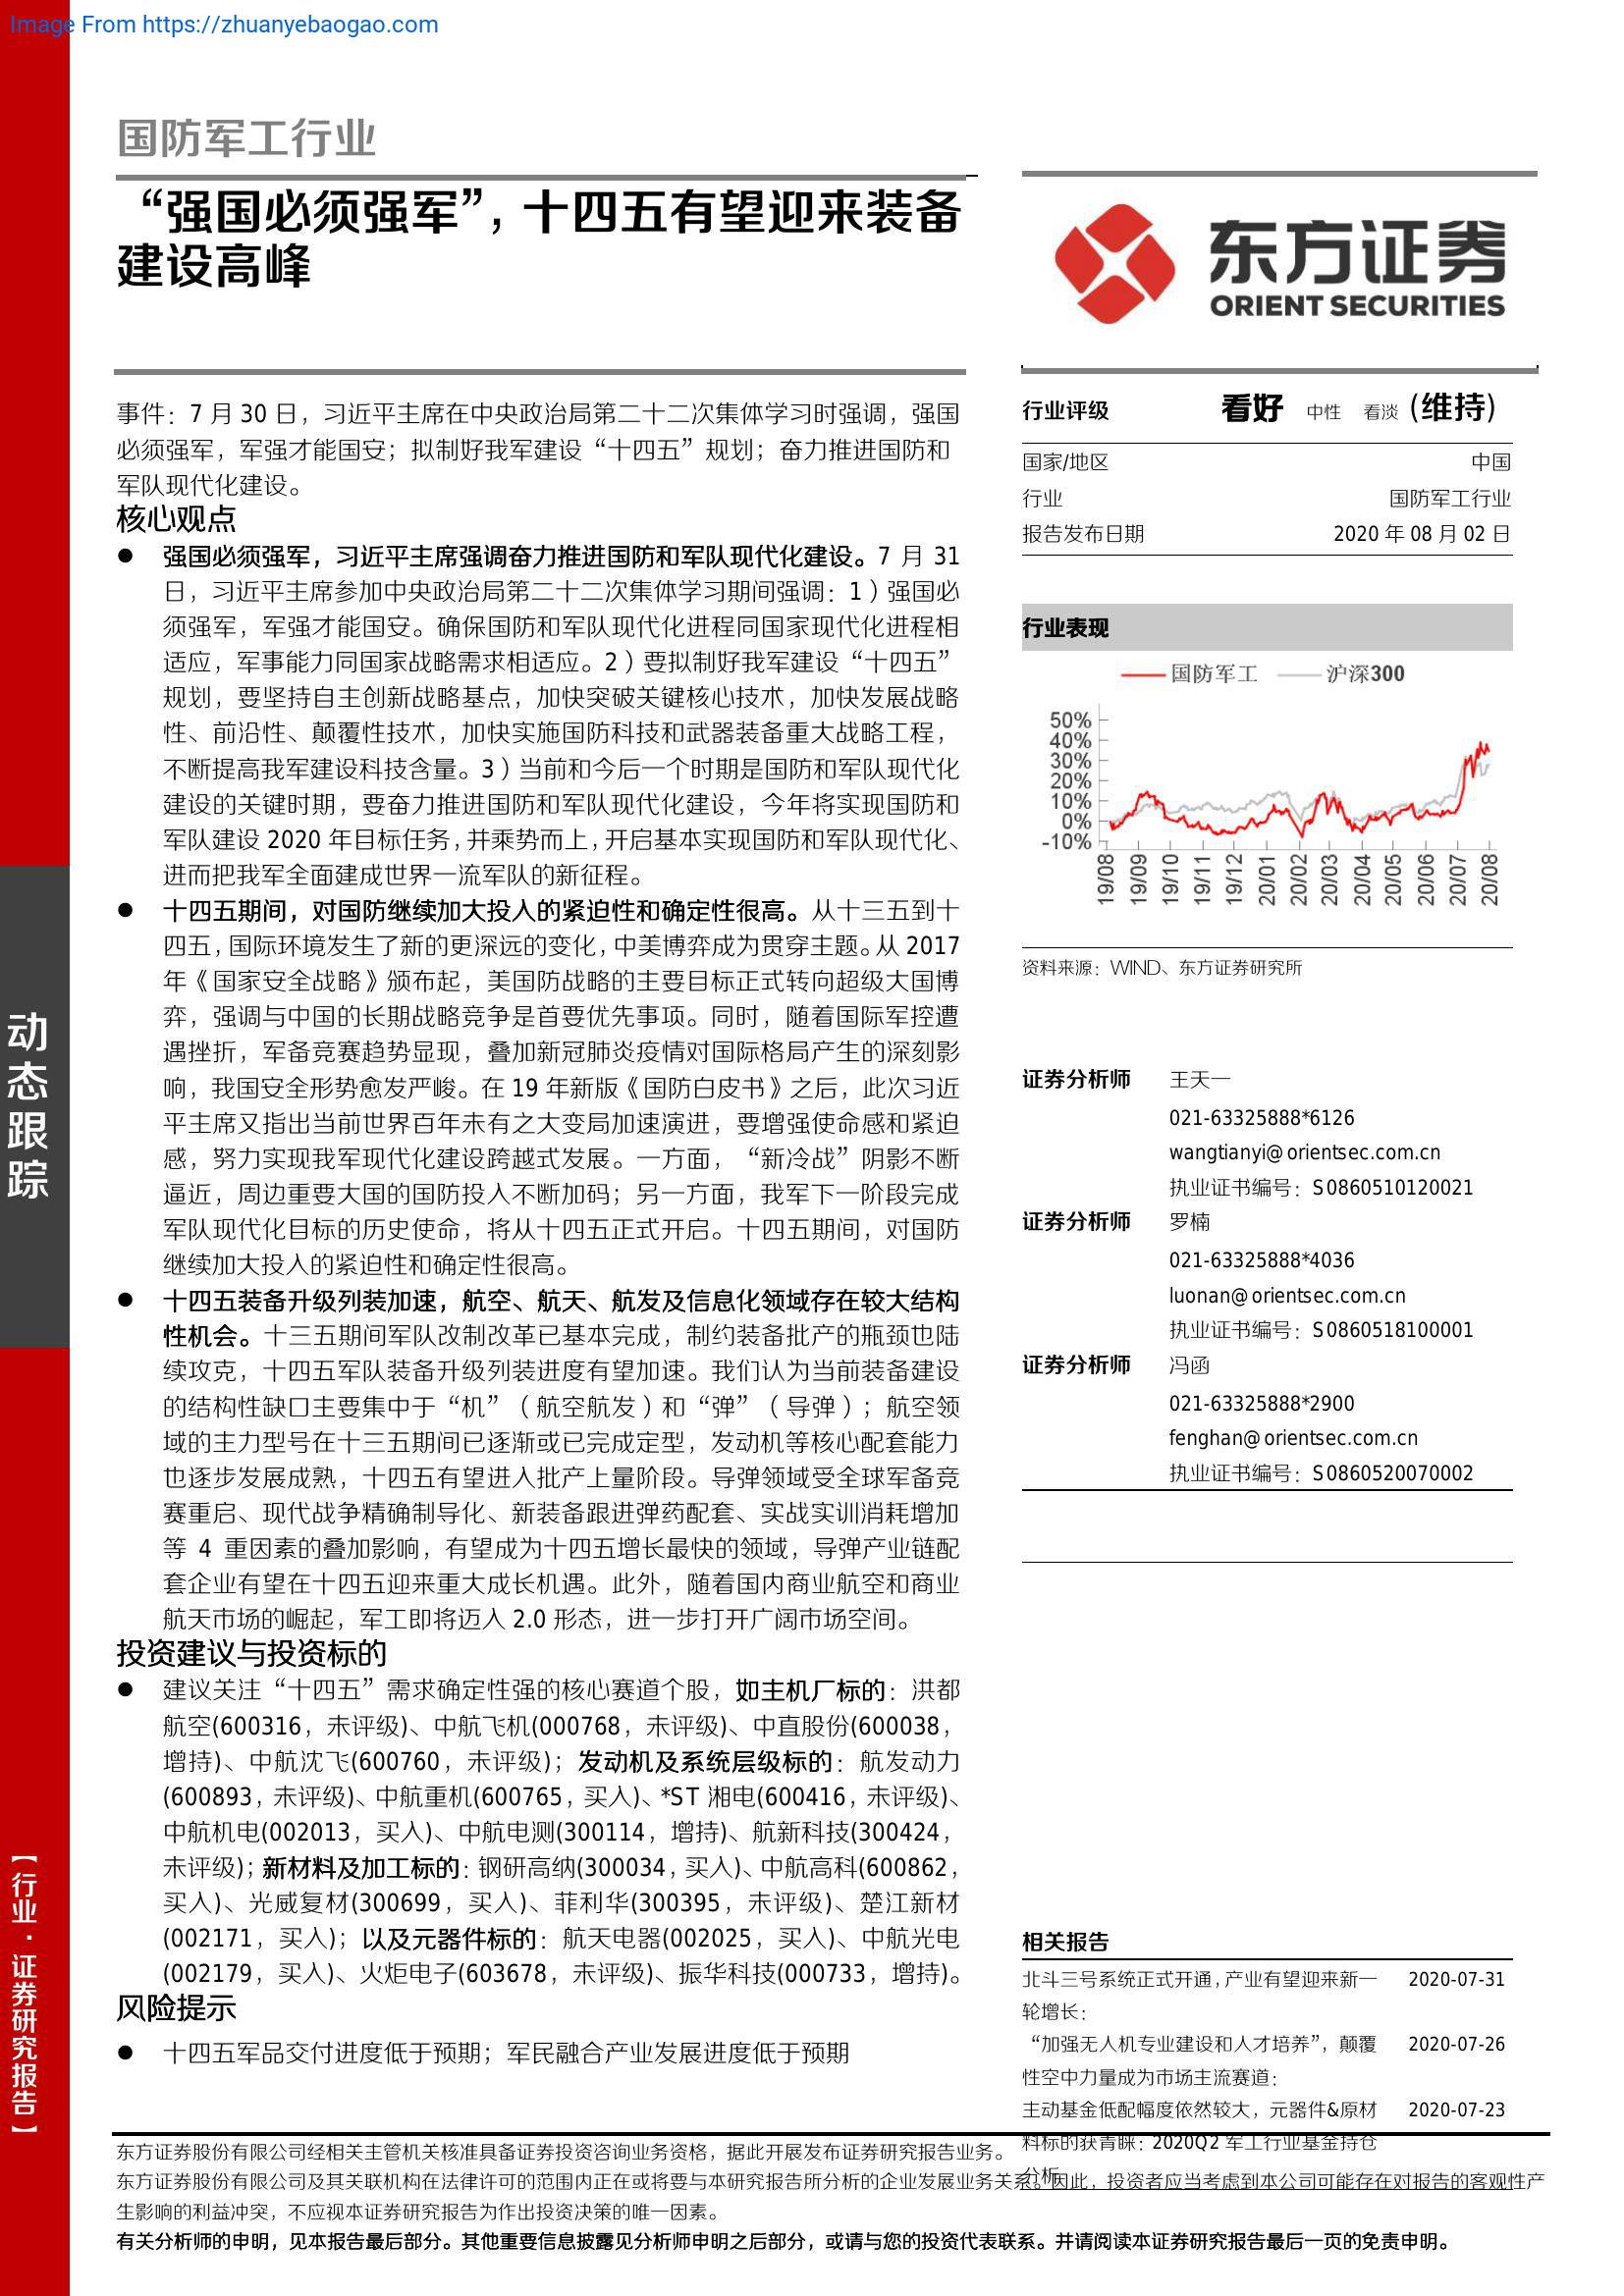 Image From https://zhuanyebaogao.com
国防军工行业
“强国必须强军”，十四五有望迎来装备
建设高峰
东方证券
ORIENT SECURITIES
事件：7 月 30 日，习近平主席在中央政治局第二十二次集体学习时强调，强国
必须强军，军强才能国安；拟制好我军建设“十四五”规划；奋力推进国防和
军队现代化建设。
核心观点
● 强国必须强军，习近平主席强调奋力推进国防和军队现代化建设。7 月 31
日，习近平主席参加中央政治局第二十二次集体学习期间强调：1）强国必
须强军，军强才能国安。确保国防和军队现代化进程同国家现代化进程相
适应，军事能力同国家战略需求相适应。2）要拟制好我军建设“十四五”
规划，要坚持自主创新战略基点，加快突破关键核心技术，加快发展战略
性、前沿性、颠覆性技术，加快实施国防科技和武器装备重大战略工程，
不断提高我军建设科技含量。3）当前和今后一个时期是国防和军队现代化
建设的关键时期，要奋力推进国防和军队现代化建设，今年将实现国防和
军队建设 2020 年目标任务，并乘势而上，开启基本实现国防和军队现代化、
进而把我军全面建成世界一流军队的新征程。
● 十四五期间，对国防继续加大投入的紧迫性和确定性很高。从十三五到十
四五，国际环境发生了新的更深远的变化，中美博弈成为贯穿主题。从 2017
年《国家安全战略》颁布起，美国防战略的主要目标正式转向超级大国博
弈，强调与中国的长期战略竞争是首要优先事项。同时，随着国际军控遭
遇挫折，军备竞赛趋势显现，叠加新冠肺炎疫情对国际格局产生的深刻影
响，我国安全形势愈发严峻。在 19 年新版《国防白皮书》之后，此次习近
平主席又指出当前世界百年未有之大变局加速演进，要增强使命感和紧迫
感，努力实现我军现代化建设跨越式发展。一方面，“新冷战”阴影不断
逼近，周边重要大国的国防投入不断加码；另一方面，我军下一阶段完成
军队现代化目标的历史使命，将从十四五正式开启。十四五期间，对国防
继续加大投入的紧迫性和确定性很高。
● 十四五装备升级列装加速，航空、航天、航发及信息化领域存在较大结构
性机会。十三五期间军队改制改革已基本完成，制约装备批产的瓶颈也陆
续攻克，十四五军队装备升级列装进度有望加速。我们认为当前装备建设
的结构性缺口主要集中于“机”（航空航发）和“弹”（导弹）；航空领
域的主力型号在十三五期间已逐渐或已完成定型，发动机等核心配套能力
也逐步发展成熟，十四五有望进入批产上量阶段。导弹领域受全球军备竞
赛重启、现代战争精确制导化、新装备跟进弹药配套、实战实训消耗增加
等 4 重因素的叠加影响，有望成为十四五增长最快的领域，导弹产业链配
套企业有望在十四五迎来重大成长机遇。此外，随着国内商业航空和商业
航天市场的崛起，军工即将迈入 2.0 形态，进一步打开广阔市场空间。
投资建议与投资标的
● 建议关注“十四五”需求确定性强的核心赛道个股，如主机厂标的：洪都
航空(600316，未评级)、中航飞机(000768，未评级)、中直股份(600038，
增持)、中航沈飞(600760，未评级)；发动机及系统层级标的：航发动力
(600893，未评级)、中航重机(600765，买入)、*ST 湘电(600416，未评级)、
中航机电(002013，买入)、中航电测(300114，增持)、航新科技(300424，
未评级)；新材料及加工标的：钢研高纳(300034，买入)、中航高科(600862，
买入)、光威复材(300699，买入)、菲利华(300395，未评级)、楚江新材
(002171，买入)；以及元器件标的：航天电器(002025，买入)、中航光电
(002179，买入)、火炬电子(603678，未评级)、振华科技(000733，增持)。
风险提示
● 十四五军品交付进度低于预期；军民融合产业发展进度低于预期
行业评级 看好 中性 看淡 (维持)
国家/地区 中国
行业 国防军工行业
报告发布日期 2020 年 08 月 02 日
行业表现
国防军工 沪深300
50%
40%
30%
20%
10%
0%
-10%
19/08 19/09 19/10 19/11 19/12 20/01 20/02 20/03 20/04 20/05 20/06 20/07 20/08
资料来源：WIND、东方证券研究所
证券分析师 王天一
021-63325888*6126
wangtianyi@orientsec.com.cn
执业证书编号：S0860510120021
证券分析师 罗楠
021-63325888*4036
luonan@orientsec.com.cn
执业证书编号：S0860518100001
证券分析师 冯函
021-63325888*2900
fenghan@orientsec.com.cn
执业证书编号：S0860520070002
相关报告
北斗三号系统正式开通，产业有望迎来新一 2020-07-31
轮增长：
“加强无人机专业建设和人才培养”，颠覆 2020-07-26
性空中力量成为市场主流赛道：
主动基金低配幅度依然较大，元器件&原材 2020-07-23
料标的获青睐：2020Q2 军工行业基金持仓
分析
动态跟踪
【行业·证券研究报告】
东方证券股份有限公司经相关主管机关核准具备证券投资咨询业务资格，据此开展发布证券研究报告业务。
东方证券股份有限公司及其关联机构在法律许可的范围内正在或将要与本研究报告所分析的企业发展业务关系。因此，投资者应当考虑到本公司可能存在对报告的客观性产
生影响的利益冲突，不应视本证券研究报告为作出投资决策的唯一因素。
有关分析师的申明，见本报告最后部分。其他重要信息披露见分析师申明之后部分，或请与您的投资代表联系。并请阅读本证券研究报告最后一页的免责申明。